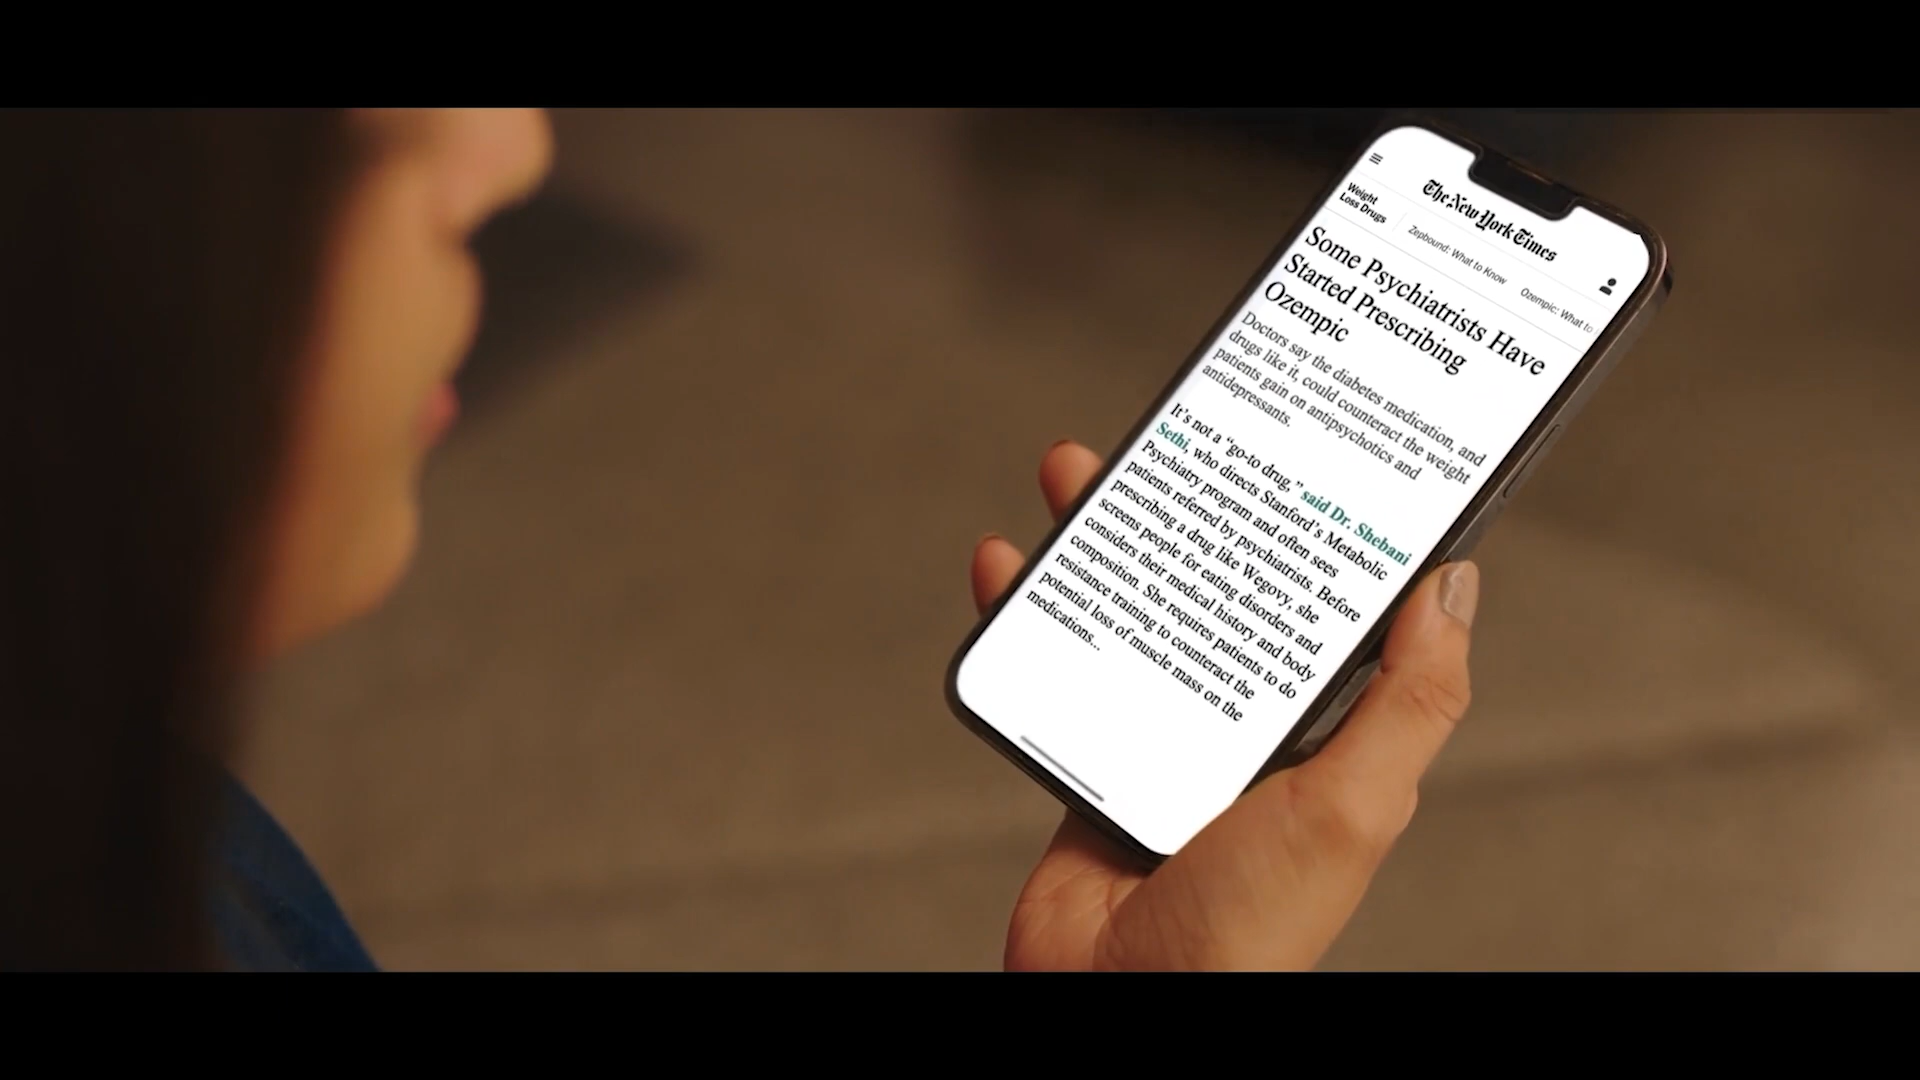 The New York Times
Weight
Loss Drugs
Zepbound: What to Know
Ozempic: What to
Some Psychiatrists Have
Started Prescribing
Ozempic
Doctors say the diabetes medication, and
drugs like it, could counteract the weight
patients gain on antipsychotics and
antidepressants.
It's not a “go-to drug,” said Dr. Shebani
Sethi, who directs Stanford's Metabolic
Psychiatry program and often sees
patients referred by psychiatrists. Before
prescribing a drug like Wegovy, she
screens people for eating disorders and
considers their medical history and body
composition. She requires patients to do
resistance training to counteract the
potential loss of muscle mass on the
medications...